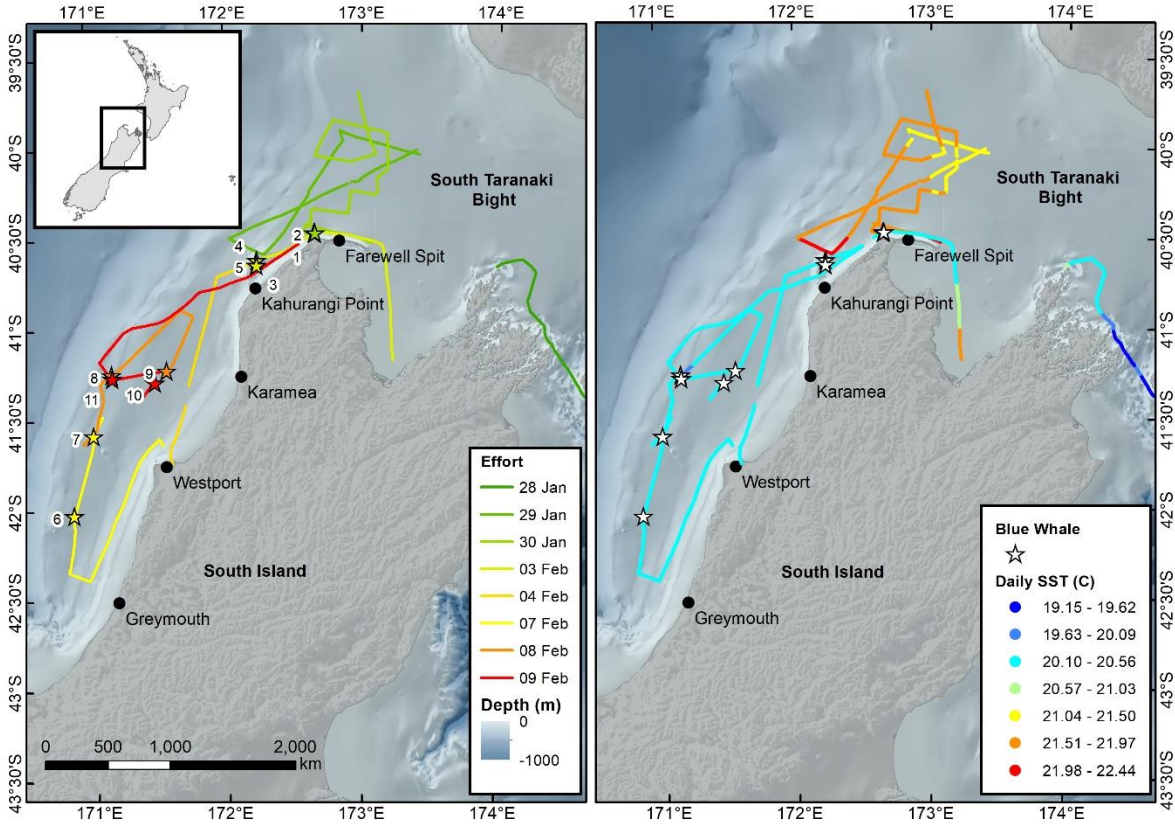 171°E 172°E 173°E 174°E
39°30'S
40°S
40°30'S
41°S
41°30'S
42°S
42°30'S
43°S
43°30'S
South Taranaki
Bight
4
2
5
1
3
Farewell Spit
Kahurangi Point
8
9
10
11
Karamea
7
Westport
6
South Island
Greymouth
Effort
28 Jan
29 Jan
30 Jan
03 Feb
04 Feb
07 Feb
08 Feb
09 Feb
Depth (m)
0
-1000
0 500 1,000 2,000
km
171°E 172°E 173°E
171°E 172°E 173°E 174°E
South Taranaki
Bight
Farewell Spit
Kahurangi Point
Karamea
Westport
South Island
Greymouth
Blue Whale
Daily SST (C)
19.15 - 19.62
19.63 - 20.09
20.10 - 20.56
20.57 - 21.03
21.04 - 21.50
21.51 - 21.97
21.98 - 22.44
39°30'S
40°S
40°30'S
41°S
41°30'S
42°S
42°30'S
43°S
43°30'S
171°E 172°E 173°E